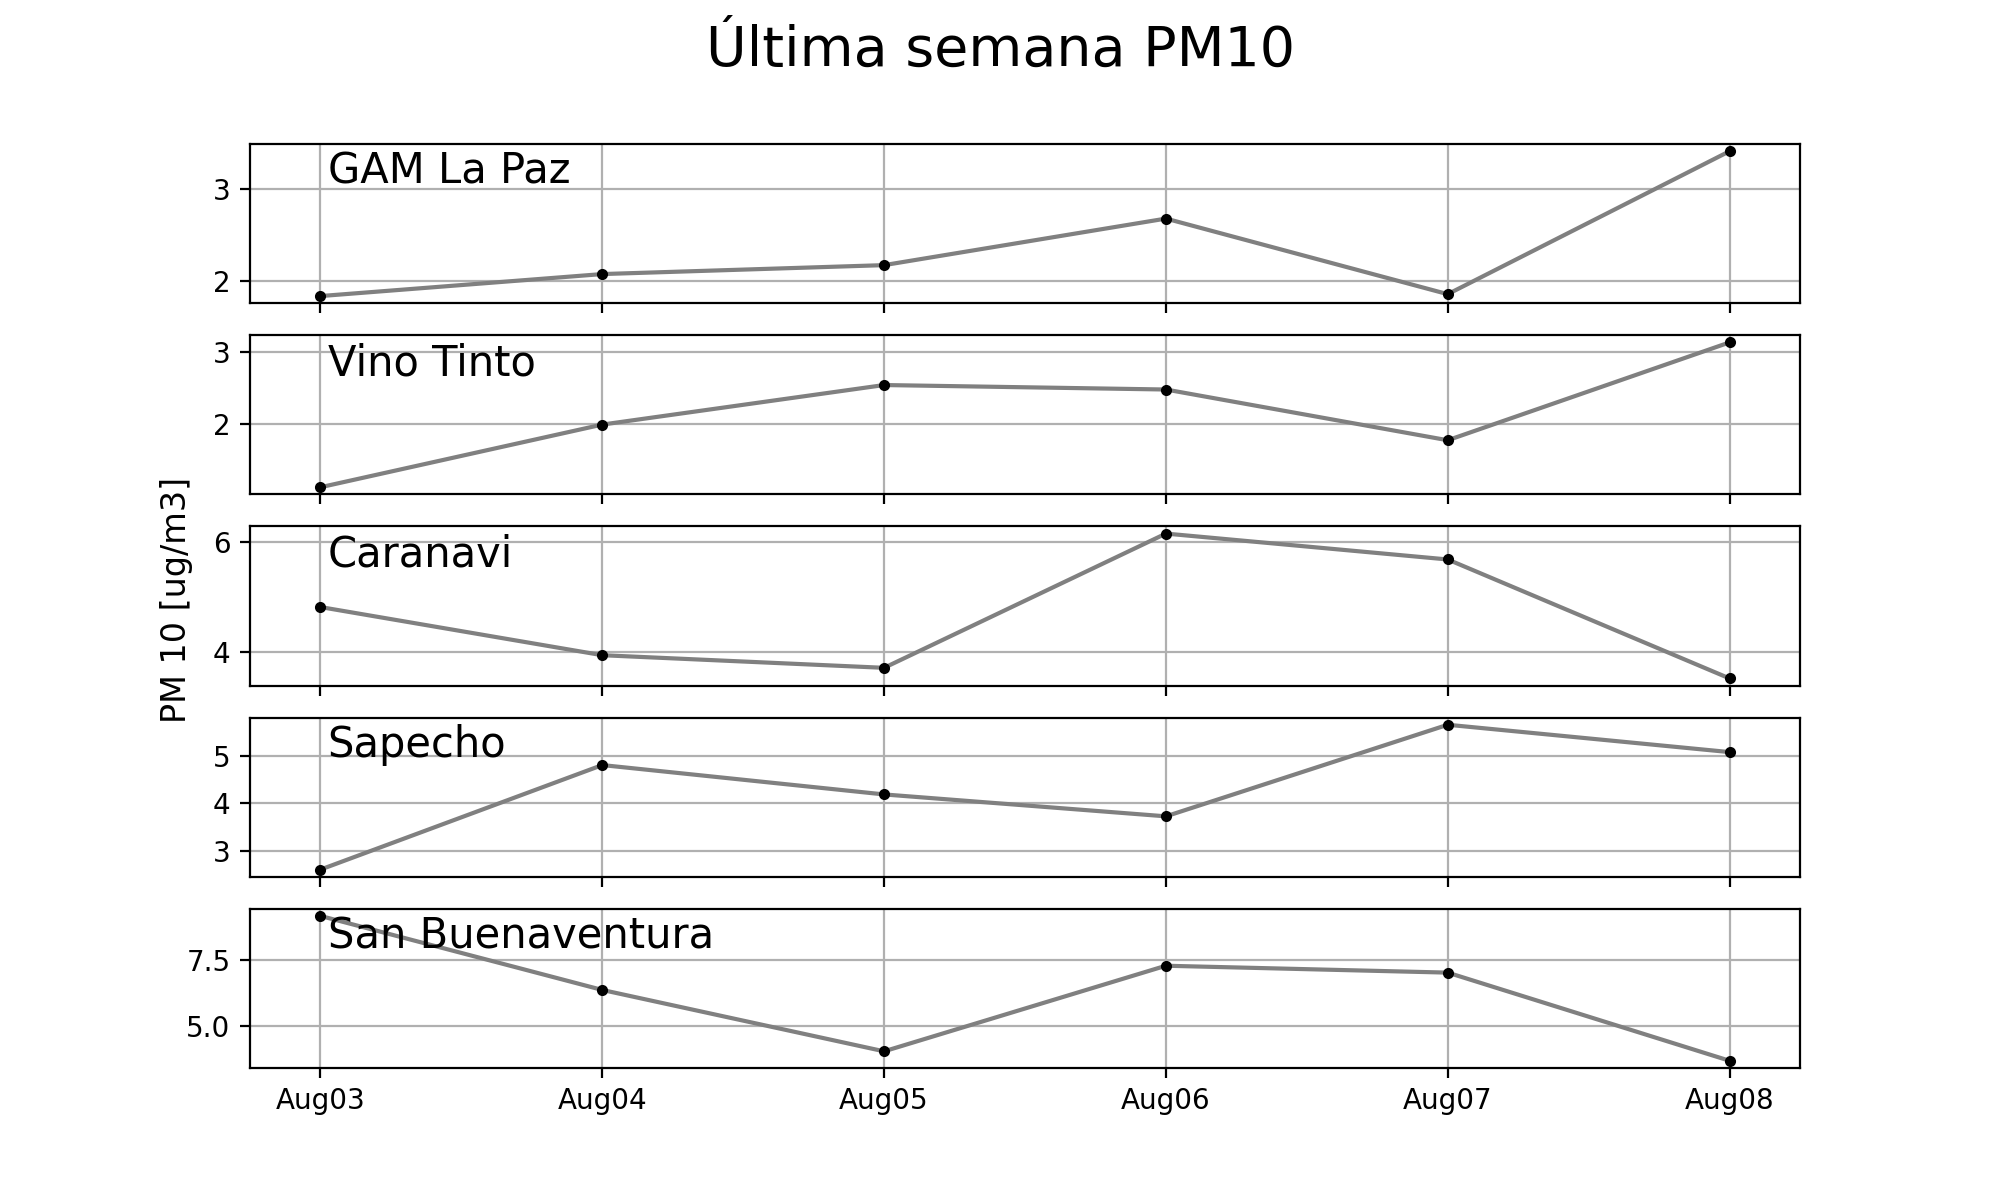 Última semana PM10
GAM La Paz
3
2
Vino Tinto
3
2
PM 10 [ug/m3]
Caranavi
6
4
Sapecho
5
4
3
San Buenaventura
7.5
5.0
Aug03 Aug04 Aug05 Aug06 Aug07 Aug08